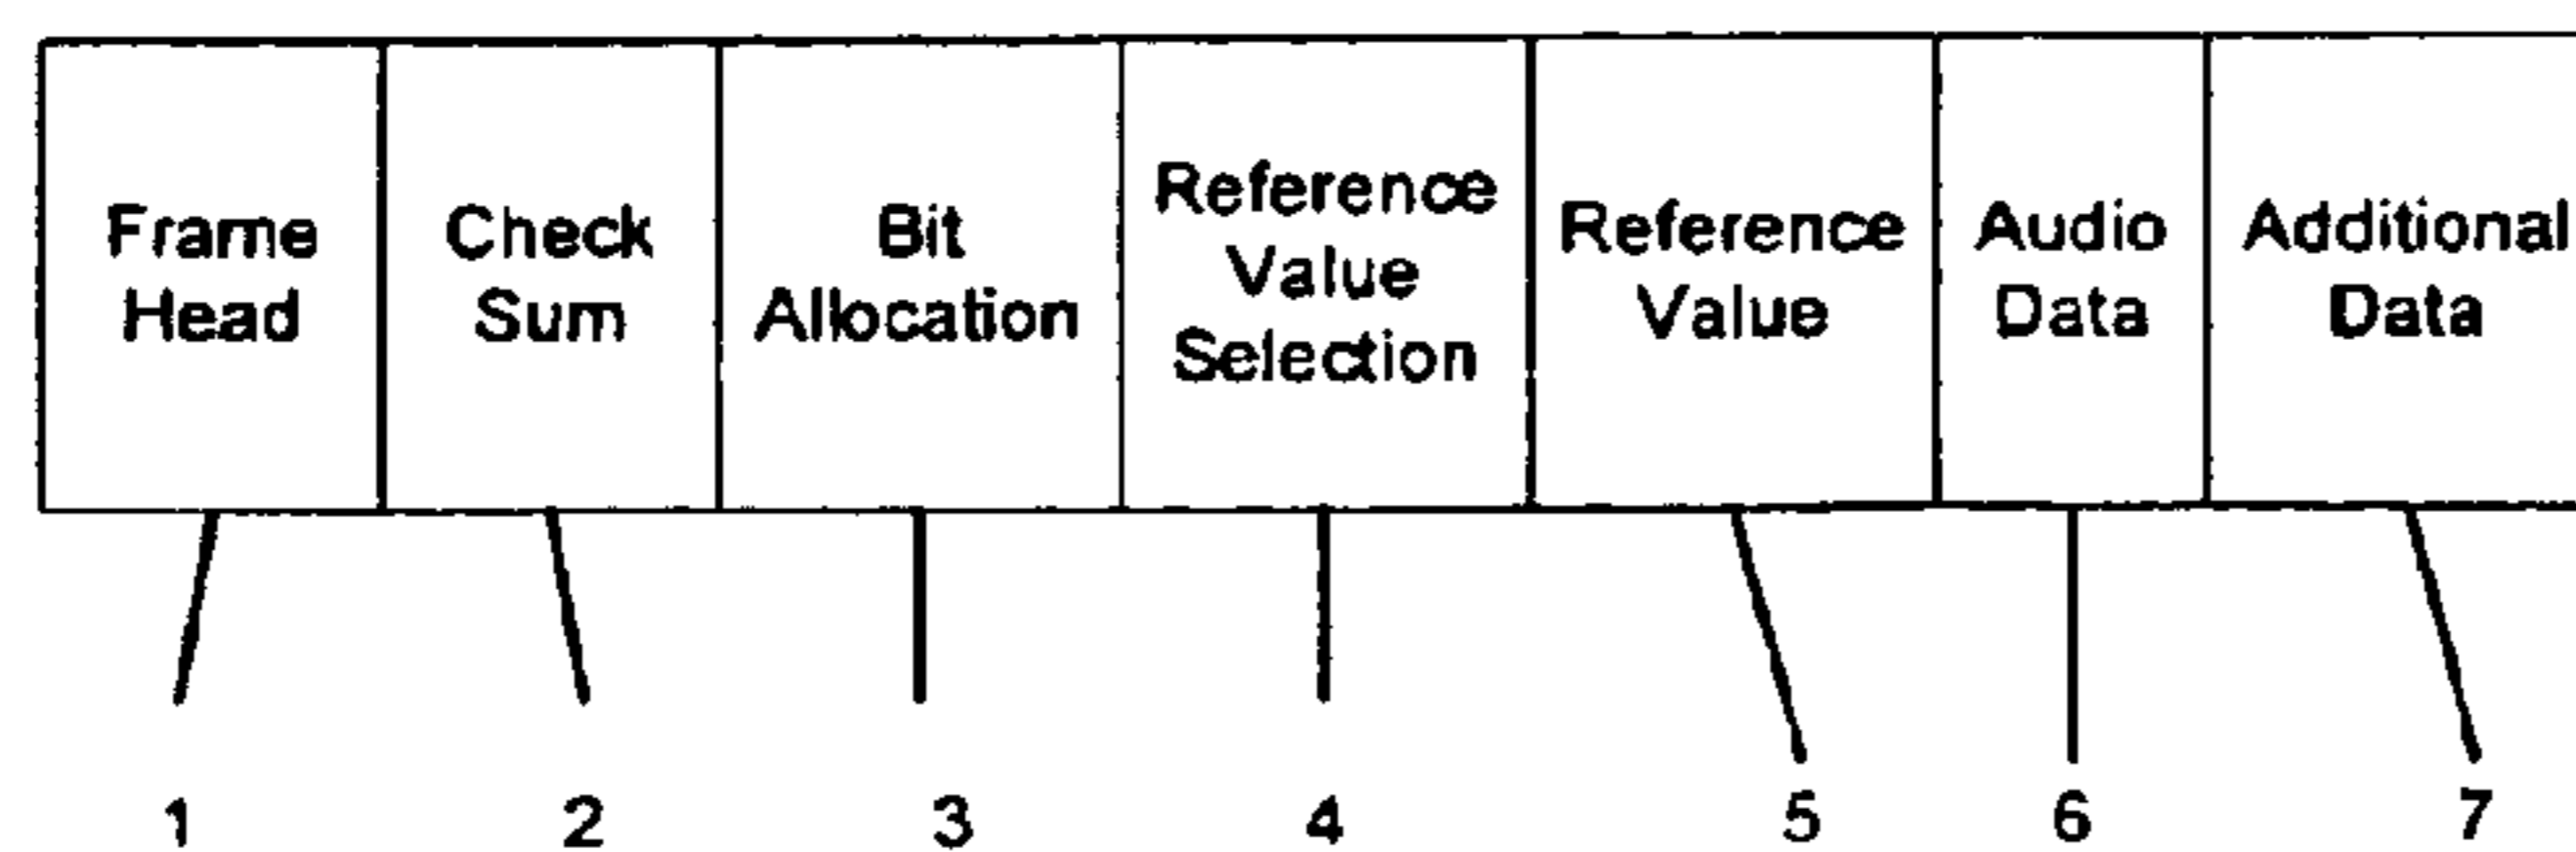 Frame
Head
Check
Sum
Bit
Allocation
Reference
Value
Selection
Reference
Value
Audio
Data
Additional
Data
1
2
3
4
5
6
7